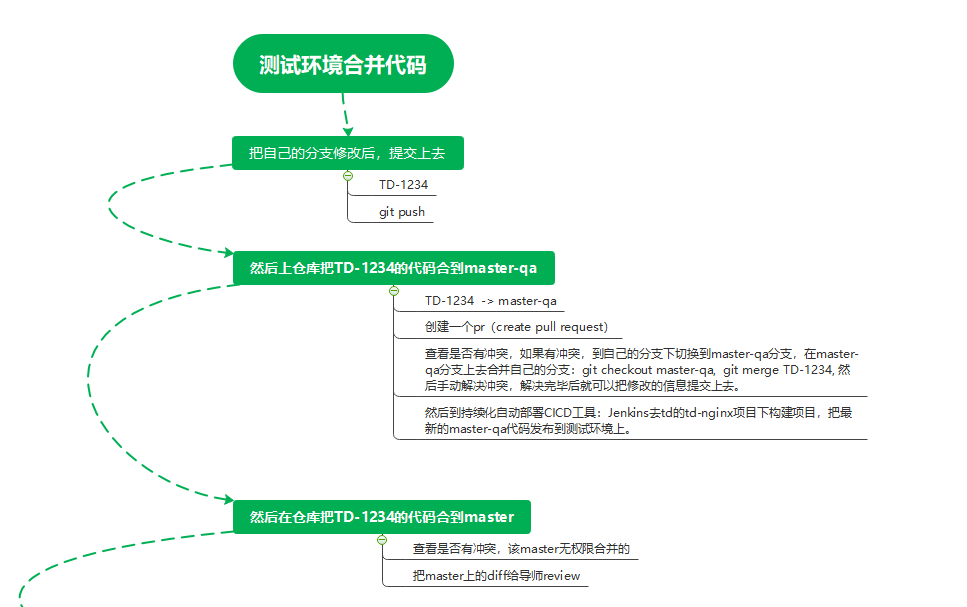 测试环境合并代码
把自己的分支修改后，提交上去
TD-1234
git push
然后上仓库把TD-1234的代码合到master-qa
TD-1234 -> master-qa
创建一个pr（create pull request）
查看是否有冲突，如果有冲突，到自己的分支下切换到master-qa分支，在master-
qa分支上去合并自己的分支：git checkout master-qa, git merge TD-1234, 然
后手动解决冲突，解决完毕后就可以把修改的信息提交上去。
然后到持续化自动部署CICD工具：Jenkins去td的td-nginx项目下构建项目，把最
新的master-qa代码发布到测试环境上。
然后在仓库把TD-1234的代码合到master
查看是否有冲突，该master无权限合并的
把master上的diff给导师review